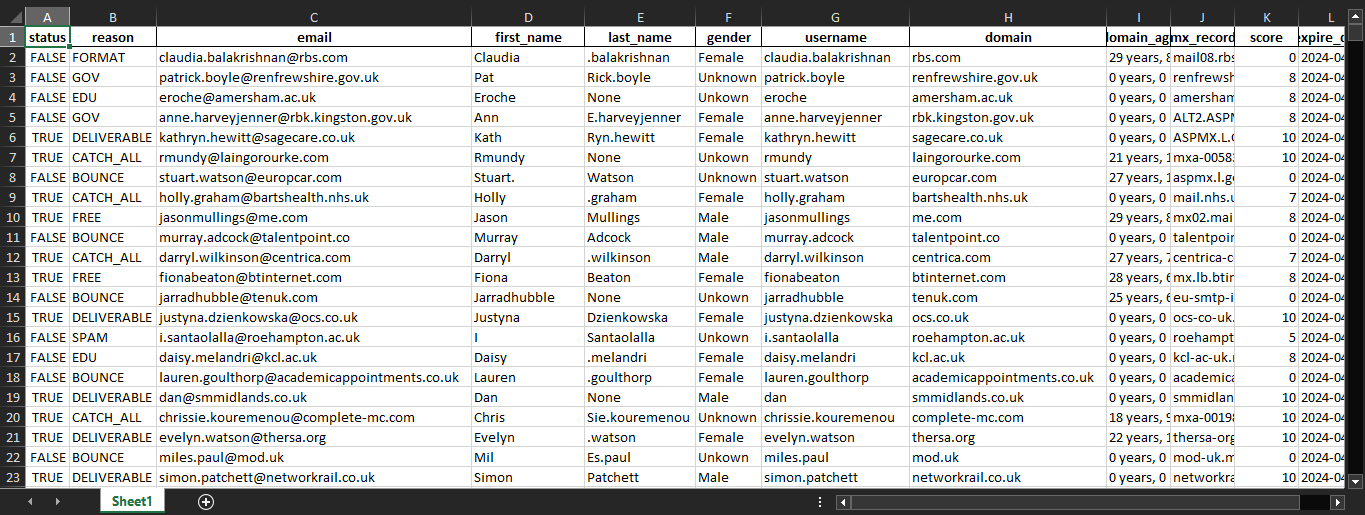 A B C D E F G H I J K L
1 status reason email first_name last_name gender username domain domain_ag mx_record score expire_d
2 FALSE FORMAT claudia.balakrishnan@rbs.com Claudia .balakrishnan Female claudia.balakrishnan rbs.com 29 years, 8 mail08.rbs 0 2024-04
3 FALSE GOV patrick.boyle@renfrewshire.gov.uk Pat Rick.boyle Unknown patrick.boyle renfrewshire.gov.uk 0 years, 0 renfrewsh 8 2024-04
4 FALSE EDU eroche@amersham.ac.uk Eroche None Unkown eroche amersham.ac.uk 0 years, 0 amersham 8 2024-04
5 FALSE GOV anne.harveyjenner@rbk.kingston.gov.uk Ann E.harveyjenner Female anne.harveyjenner rbk.kingston.gov.uk 0 years, 0 ALT2.ASPM 8 2024-04
6 TRUE DELIVERABLE kathryn.hewitt@sagecare.co.uk Kath Ryn.hewitt Female kathryn.hewitt sagecare.co.uk 0 years, 0 ASPMX.L.G 10 2024-04
7 TRUE CATCH_ALL rmundy@laingorourke.com Rmundy None Unkown rmundy laingorourke.com 21 years, 1 mxa-00583 10 2024-04
8 FALSE BOUNCE stuart.watson@europcar.com Stuart. Watson Unknown stuart.watson europcar.com 27 years, 1 aspmx.l.go 0 2024-04
9 TRUE CATCH_ALL holly.graham@bartshealth.nhs.uk Holly .graham Female holly.graham bartshealth.nhs.uk 0 years, 0 mail.nhs.u 7 2024-04
10 TRUE FREE jasonmullings@me.com Jason Mullings Male jasonmullings me.com 29 years, 8 mx02.mai 8 2024-04
11 FALSE BOUNCE murray.adcock@talentpoint.co Murray Adcock Male murray.adcock talentpoint.co 0 years, 0 talentpoin 0 2024-04
12 TRUE CATCH_ALL darryl.wilkinson@centrica.com Darryl .wilkinson Male darryl.wilkinson centrica.com 27 years, 7 centrica-c 7 2024-04
13 TRUE FREE fionabeaton@btinternet.com Fiona Beaton Female fionabeaton btinternet.com 28 years, 6 mx.lb.btin 8 2024-04
14 FALSE BOUNCE jarradhubble@tenuk.com Jarradhubble None Unkown jarradhubble tenuk.com 25 years, 6 eu-smtp-i 0 2024-04
15 TRUE DELIVERABLE justyna.dzienkowska@ocs.co.uk Justyna Dzienkowska Female justyna.dzienkowska ocs.co.uk 0 years, 0 ocs-co-uk. 10 2024-04
16 FALSE SPAM i.santaolalla@roehampton.ac.uk I Santaolalla Unkown i.santaolalla roehampton.ac.uk 0 years, 0 roehampt 5 2024-04
17 FALSE EDU daisy.melandri@kcl.ac.uk Daisy .melandri Female daisy.melandri kcl.ac.uk 0 years, 0 kcl-ac-uk.m 8 2024-04
18 FALSE BOUNCE lauren.goulthorp@academicappointments.co.uk Lauren .goulthorp Female lauren.goulthorp academicappointments.co.uk 0 years, 0 academica 0 2024-04
19 TRUE DELIVERABLE dan@smmidlands.co.uk Dan None Male dan smmidlands.co.uk 0 years, 0 smmidlan 10 2024-04
20 TRUE CATCH_ALL chrissie.kouremenou@complete-mc.com Chris Sie.kouremenou Unknown chrissie.kouremenou complete-mc.com 18 years, 9 mxa-0019 10 2024-04
21 TRUE DELIVERABLE evelyn.watson@thersa.org Evelyn .watson Female evelyn.watson thersa.org 22 years, 1 thersa-org 10 2024-04
22 FALSE BOUNCE miles.paul@mod.uk Mil Es.paul Unkown miles.paul mod.uk 0 years, 0 mod-uk.m 0 2024-04
23 TRUE DELIVERABLE simon.patchett@networkrail.co.uk Simon Patchett Male simon.patchett networkrail.co.uk 0 years, 0 networkra 10 2024-04
Sheet1